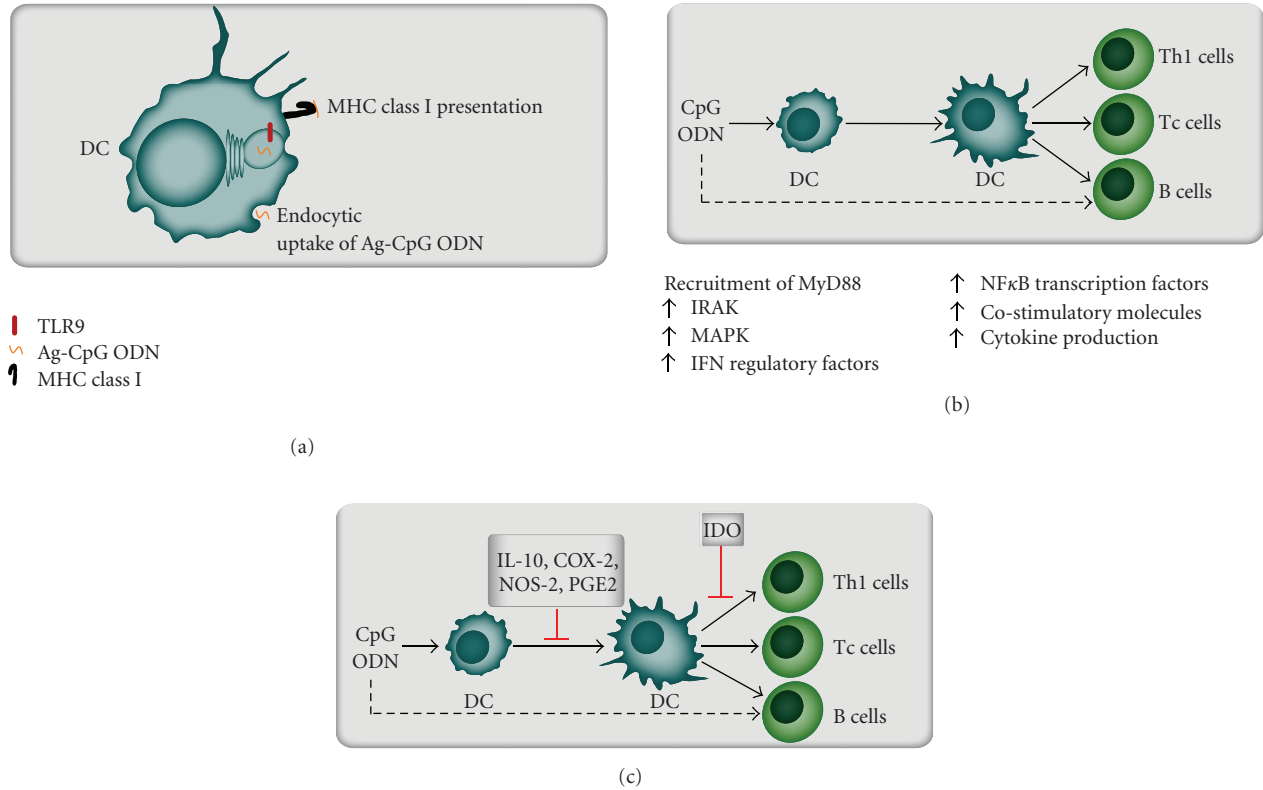 DC
MHC class I presentation
Endocytic
uptake of Ag-CpG ODN
TLR9
Ag-CpG ODN
MHC class I
(a)
CpG
ODN
DC
DC
Th1 cells
Tc cells
B cells
Recruitment of MyD88
↑ IRAK
↑ MAPK
↑ IFN regulatory factors
↑ NFκB transcription factors
↑ Co-stimulatory molecules
↑ Cytokine production
(b)
IDO
IL-10, COX-2,
NOS-2, PGE2
CpG
ODN
DC
DC
Th1 cells
Tc cells
B cells
(c)